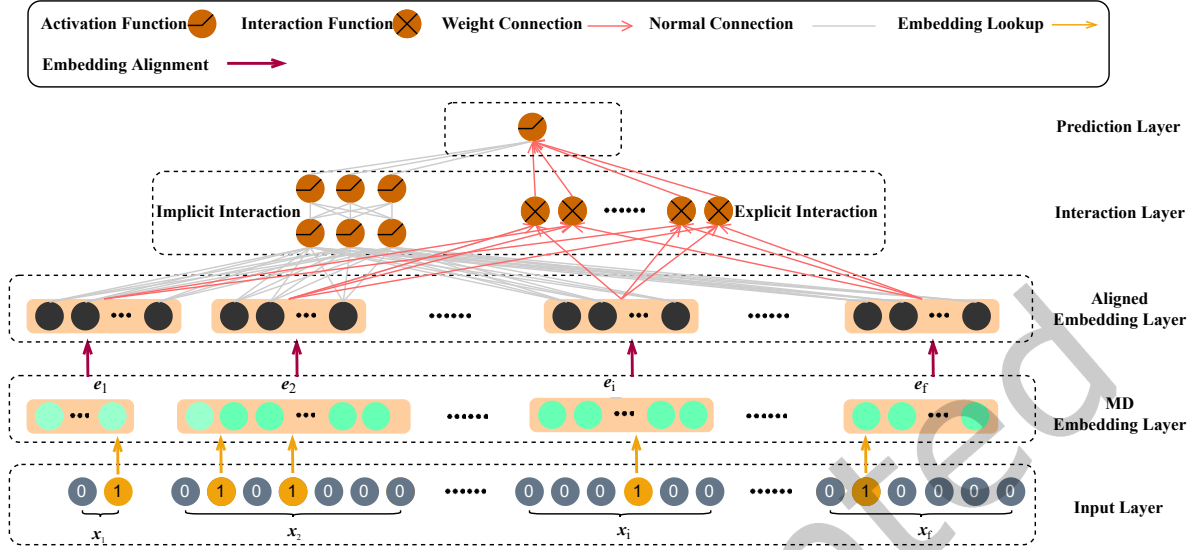 Activation Function Interaction Function Weight Connection Normal Connection Embedding Lookup
Embedding Alignment
Prediction Layer
Implicit Interaction Explicit Interaction Interaction Layer
Aligned
Embedding Layer
e1 e2 ei ef
MD
Embedding Layer
0 1 0 1 0 1 0 0 0 0 0 0 1 0 0 0 1 0 0 0 0
Input Layer
x1 x2 xi xf